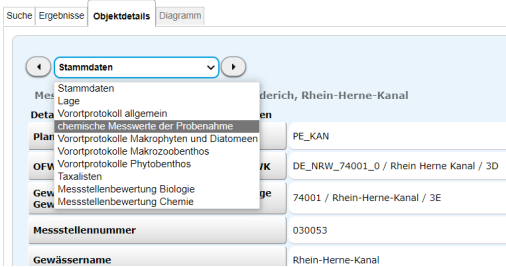 Suche Ergebnisse Objektdetails Diagramm
Stammdaten
Stammdaten
Lage
Vorortprotokoll allgemein
chemische Messwerte der Probenahme
Vorortprotokolle Makrophyten und Diatomeen
Vorortprotokolle Makrozoobenthos
Vorortprotokolle Phytobenthos
Taxalisten
Messstellenbewertung Biologie
Messstellenbewertung Chemie
Rhein-Herne-Kanal
PE_KAN
DE_NRW_74001_0 / Rhein Herne Kanal / 3D
74001 / Rhein-Herne-Kanal / 3E
Messstellennummer 030053
Gewässername Rhein-Herne-Kanal